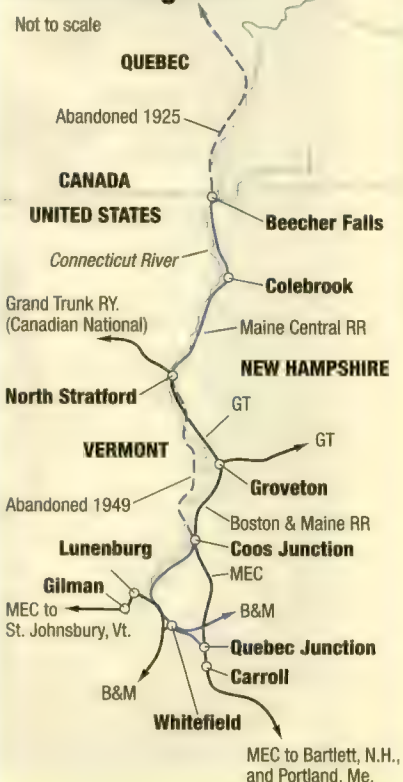 Not to scale
QUEBEC
Abandoned 1925
CANADA
UNITED STATES
Beecher Falls
Connecticut River
Colebrook
Grand Trunk RY.
(Canadian National)
Maine Central RR
NEW HAMPSHIRE
North Stratford
GT
VERMONT
GT
Groveton
Abandoned 1949
Boston & Maine RR
Lunenburg
Coos Junction
Gilman
MEC
MEC to
St. Johnsbury, Vt.
B&M
Quebec Junction
Carroll
B&M
Whitefield
MEC to Bartlett, N.H.,
and Portland, Me.